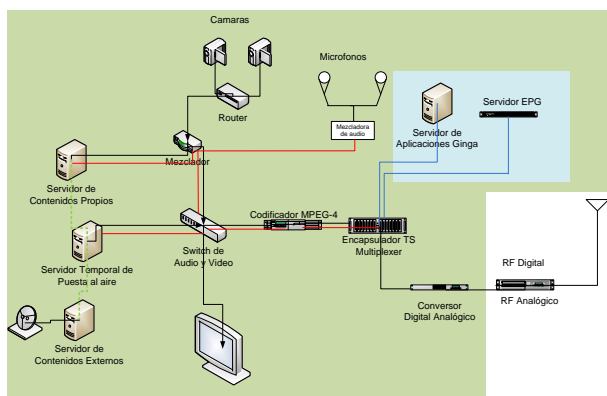 Camaras
Microfonos
Router
Mezcladora
de audio
Servidor EPG
Servidor de
Aplicaciones Ginga
Mezclador
Servidor de
Contenidos Propios
Codificador MPEG-4
Encapsulador TS
Multiplexer
Switch de
Audio y Video
Servidor Temporal de
Puesta al aire
RF Digital
Conversor
Digital Analógico
RF Analógico
Servidor de
Contenidos Externos